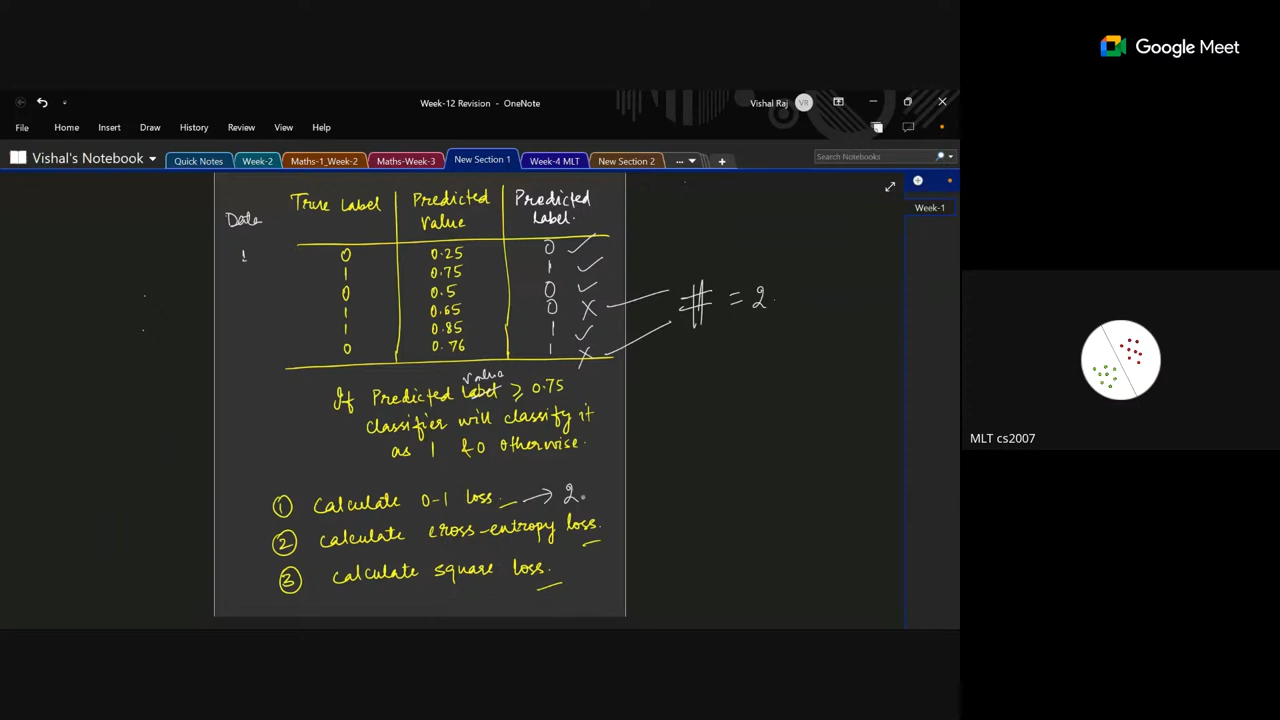 Google Meet
Week-12 Revision - OneNote
Vishal Raj VR
File Home Insert Draw History Review View Help
Vishal's Notebook Quick Notes Week-2 Maths-1_Week-2 Maths-Week-3 New Section 1 Week-4 MLT New Section 2 ... + Search Notebooks
Week-1
Data True Label Predicted Value Predicted Label.
1 0 0.25 0 ✓
1 0.75 1 ✓
0 0.5 0 ✓
1 0.65 0 X
1 0.85 1 ✓
0 0.76 1 X
# = 2.
value
If Predicted Label ≥ 0.75
classifier will classify it
as 1 & 0 otherwise.
① Calculate 0-1 loss. → 2.
② Calculate cross-entropy loss.
③ Calculate square loss.
MLT cs2007